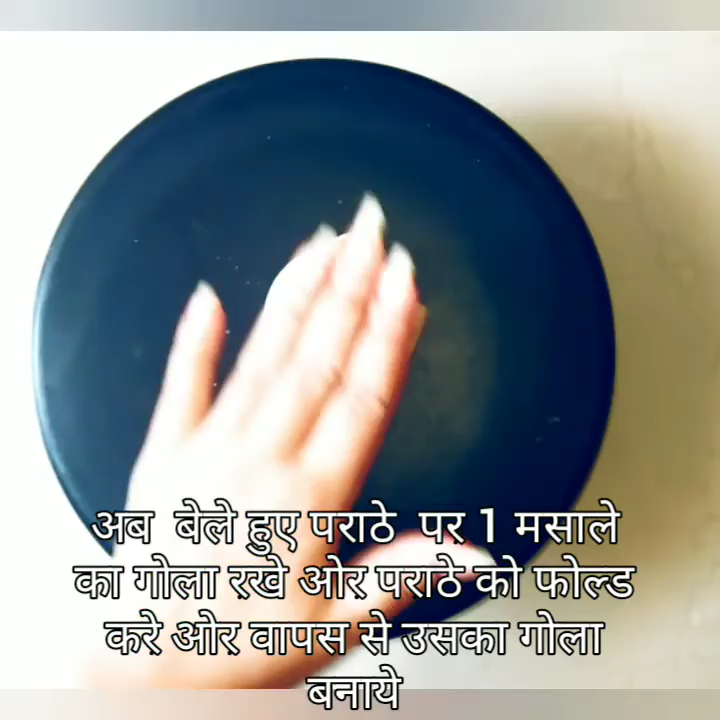 अब बेले हुए पराठे पर 1 मसाले
का गोला रखे ओर पराठे को फोल्ड
करे ओर वापस से उसका गोला
बनाये